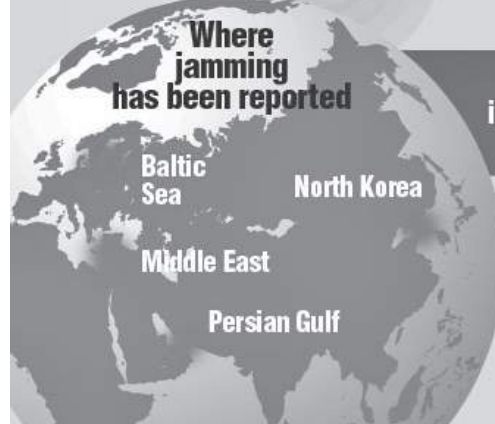 Where
jamming
has been reported
Baltic
Sea
North Korea
Middle East
Persian Gulf
i